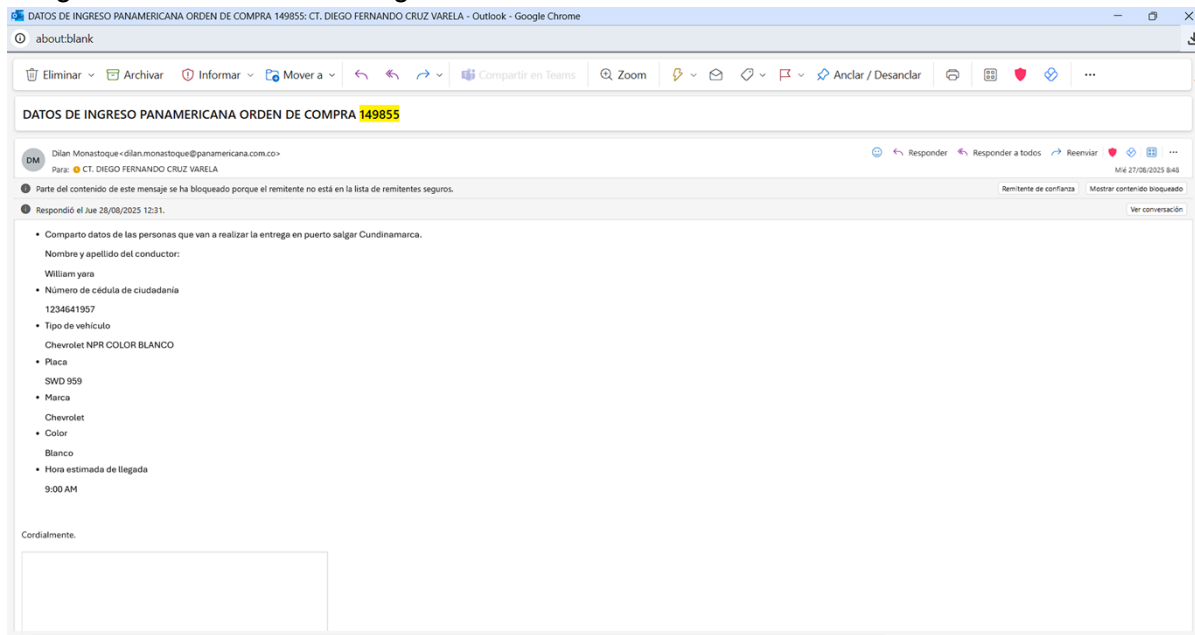 DATOS DE INGRESO PANAMERICANA ORDEN DE COMPRA 149855: CT. DIEGO FERNANDO CRUZ VARELA - Outlook - Google Chrome
about:blank
Eliminar Archivar Informar Mover a Compartir en Teams Zoom Anclar / Desanclar
DATOS DE INGRESO PANAMERICANA ORDEN DE COMPRA 149855
DM
Dilan Monastoque<dilan.monastoque@panamericana.com.co>
Responder Responder a todos Reenviar
Para: CT. DIEGO FERNANDO CRUZ VARELA
Mié 27/08/2025 8:48
Parte del contenido de este mensaje se ha bloqueado porque el remitente no está en la lista de remitentes seguros.
Remitente de confianza Mostrar contenido bloqueado
Respondió el Jue 28/08/2025 12:31.
Ver conversación
• Comparto datos de las personas que van a realizar la entrega en puerto salgar Cundinamarca.
Nombre y apellido del conductor:
William yara
• Número de cédula de ciudadanía
1234641957
• Tipo de vehículo
Chevrolet NPR COLOR BLANCO
• Placa
SWD 959
• Marca
Chevrolet
• Color
Blanco
• Hora estimada de llegada
9:00 AM
Cordialmente.